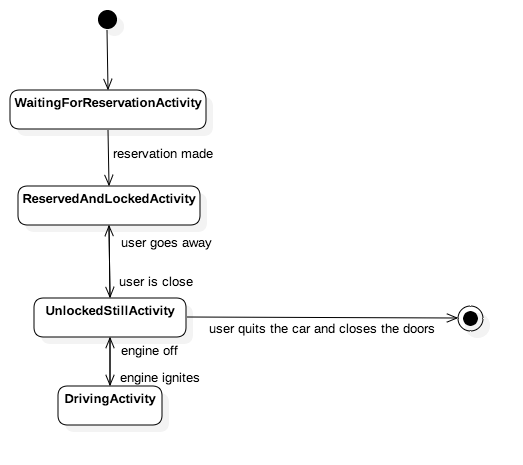 WaitingForReservationActivity
reservation made
ReservedAndLockedActivity
user goes away
user is close
UnlockedStillActivity
user quits the car and closes the doors
engine off
engine ignites
DrivingActivity